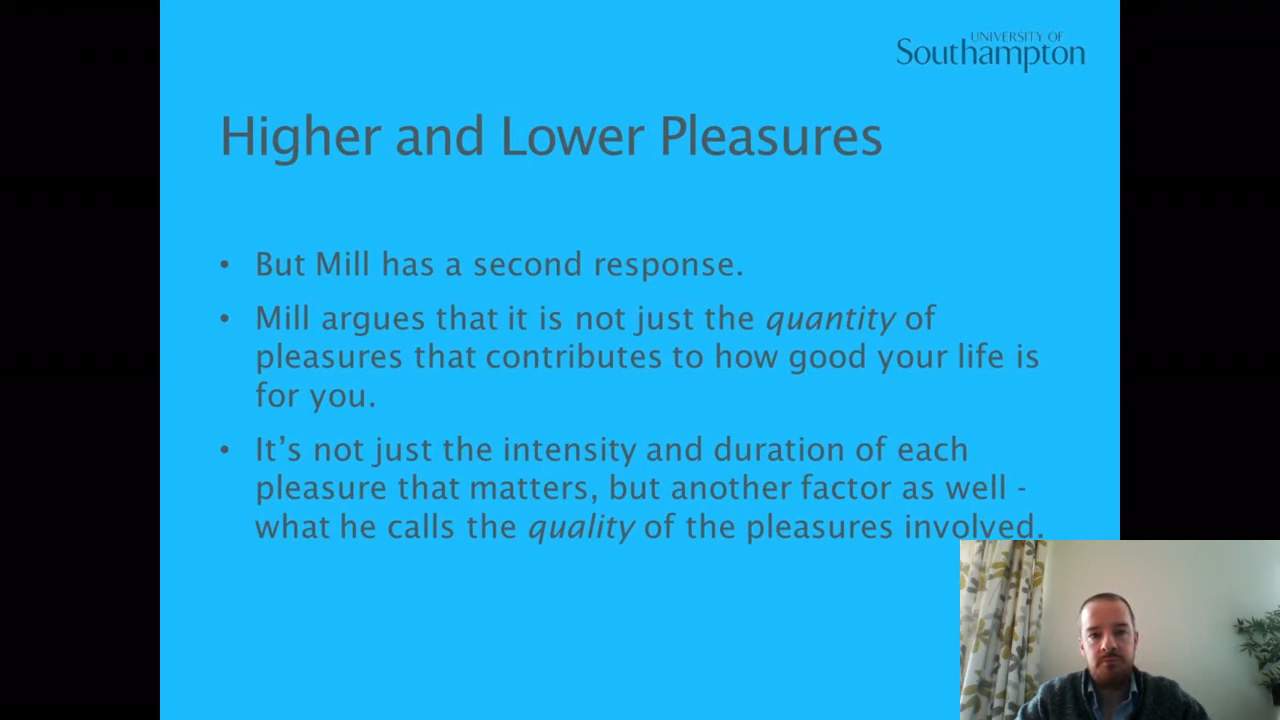 UNIVERSITY OF
Southampton
Higher and Lower Pleasures
• But Mill has a second response.
• Mill argues that it is not just the quantity of
pleasures that contributes to how good your life is
for you.
• It’s not just the intensity and duration of each
pleasure that matters, but another factor as well -
what he calls the quality of the pleasures involved.